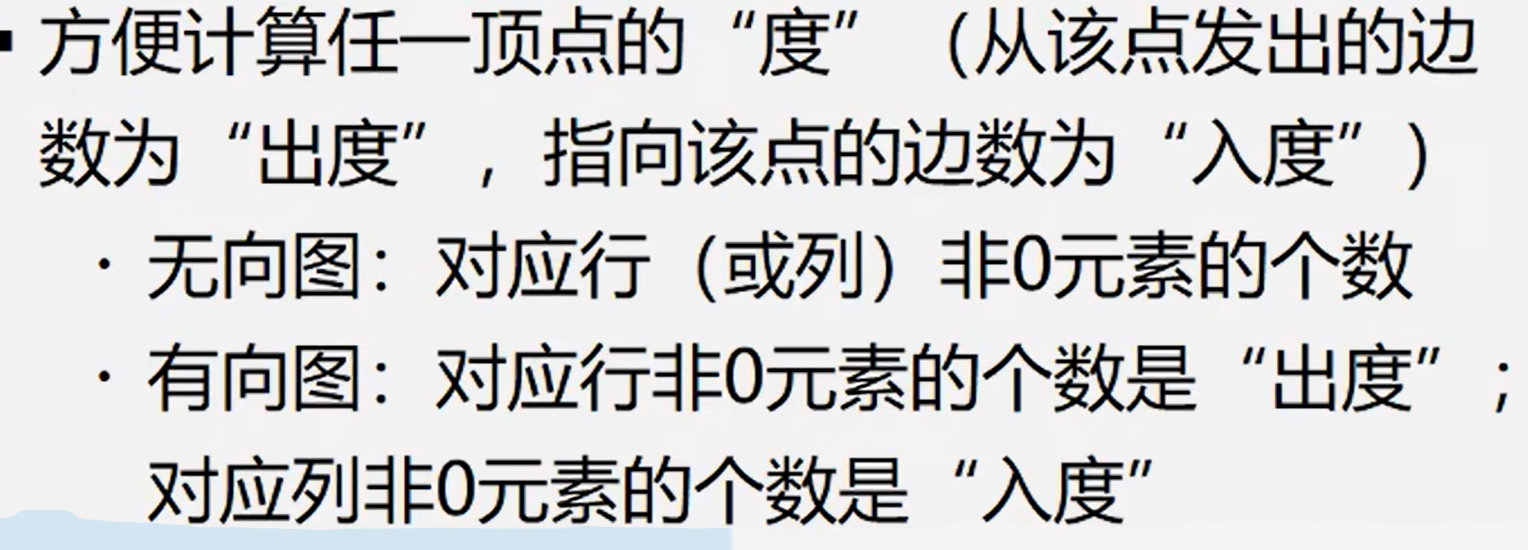 ▪ 方便计算任一顶点的“度”（从该点发出的边
数为“出度”，指向该点的边数为“入度”）
· 无向图：对应行（或列）非0元素的个数
· 有向图：对应行非0元素的个数是“出度”；
对应列非0元素的个数是“入度”